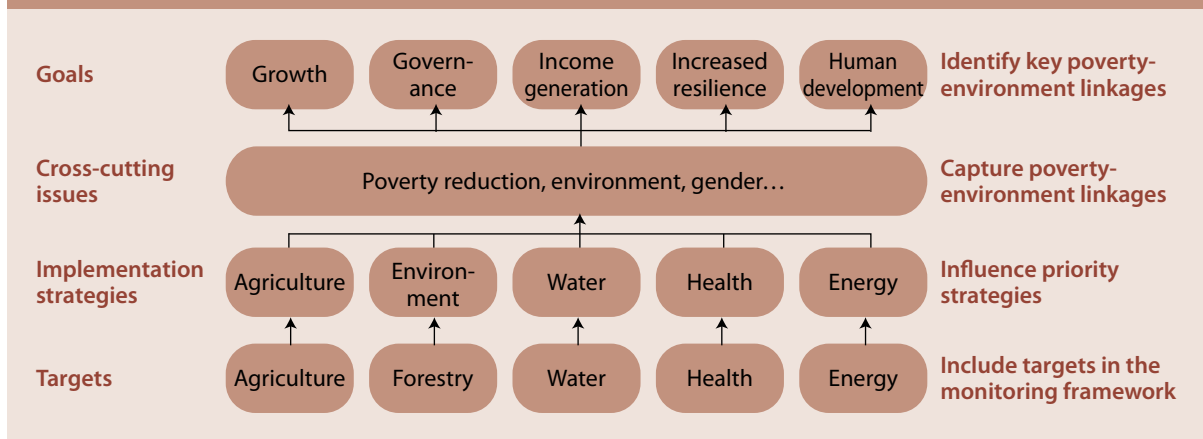 Goals
Growth
Govern-
ance
Income
generation
Increased
resilience
Human
development
Identify key poverty-
environment linkages
Cross-cutting
issues
Poverty reduction, environment, gender…
Capture poverty-
environment linkages
Implementation
strategies
Agriculture
Environ-
ment
Water
Health
Energy
Influence priority
strategies
Targets
Agriculture
Forestry
Water
Health
Energy
Include targets in the
monitoring framework